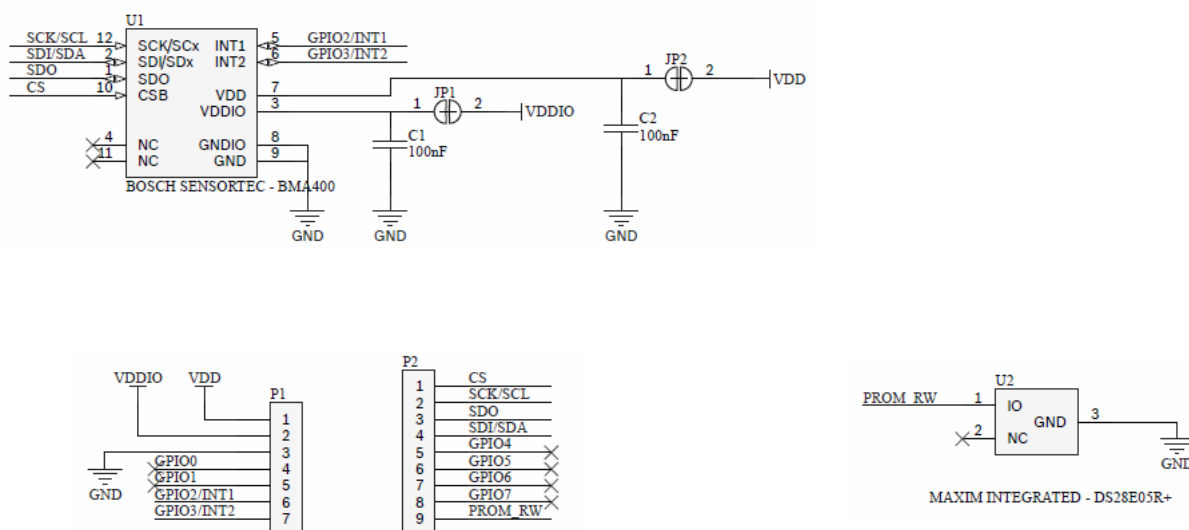 U1
SCK/SCL 12 SCK/SCx INT1 5 GPIO2/INT1
SDI/SDA 2 SDI/SDx INT2 6 GPIO3/INT2
SDO 1 SDO
CS 10 CSB VDD 7
VDDIO 3
1 JP1 2 VDDIO
1 JP2 2 VDD
C1
100nF
C2
100nF
4 NC GNDIO 8
11 NC GND 9
BOSCH SENSORTEC - BMA400
GND GND GND
VDDIO VDD
P1
1
2
3
GND
GPIO0 4
GPIO1 5
GPIO2/INT1 6
GPIO3/INT2 7
P2
1 CS
2 SCK/SCL
3 SDO
4 SDI/SDA
5 GPIO4
6 GPIO5
7 GPIO6
8 GPIO7
9 PROM_RW
U2
PROM_RW 1 IO
GND 3
2 NC
GND
MAXIM INTEGRATED - DS28E05R+